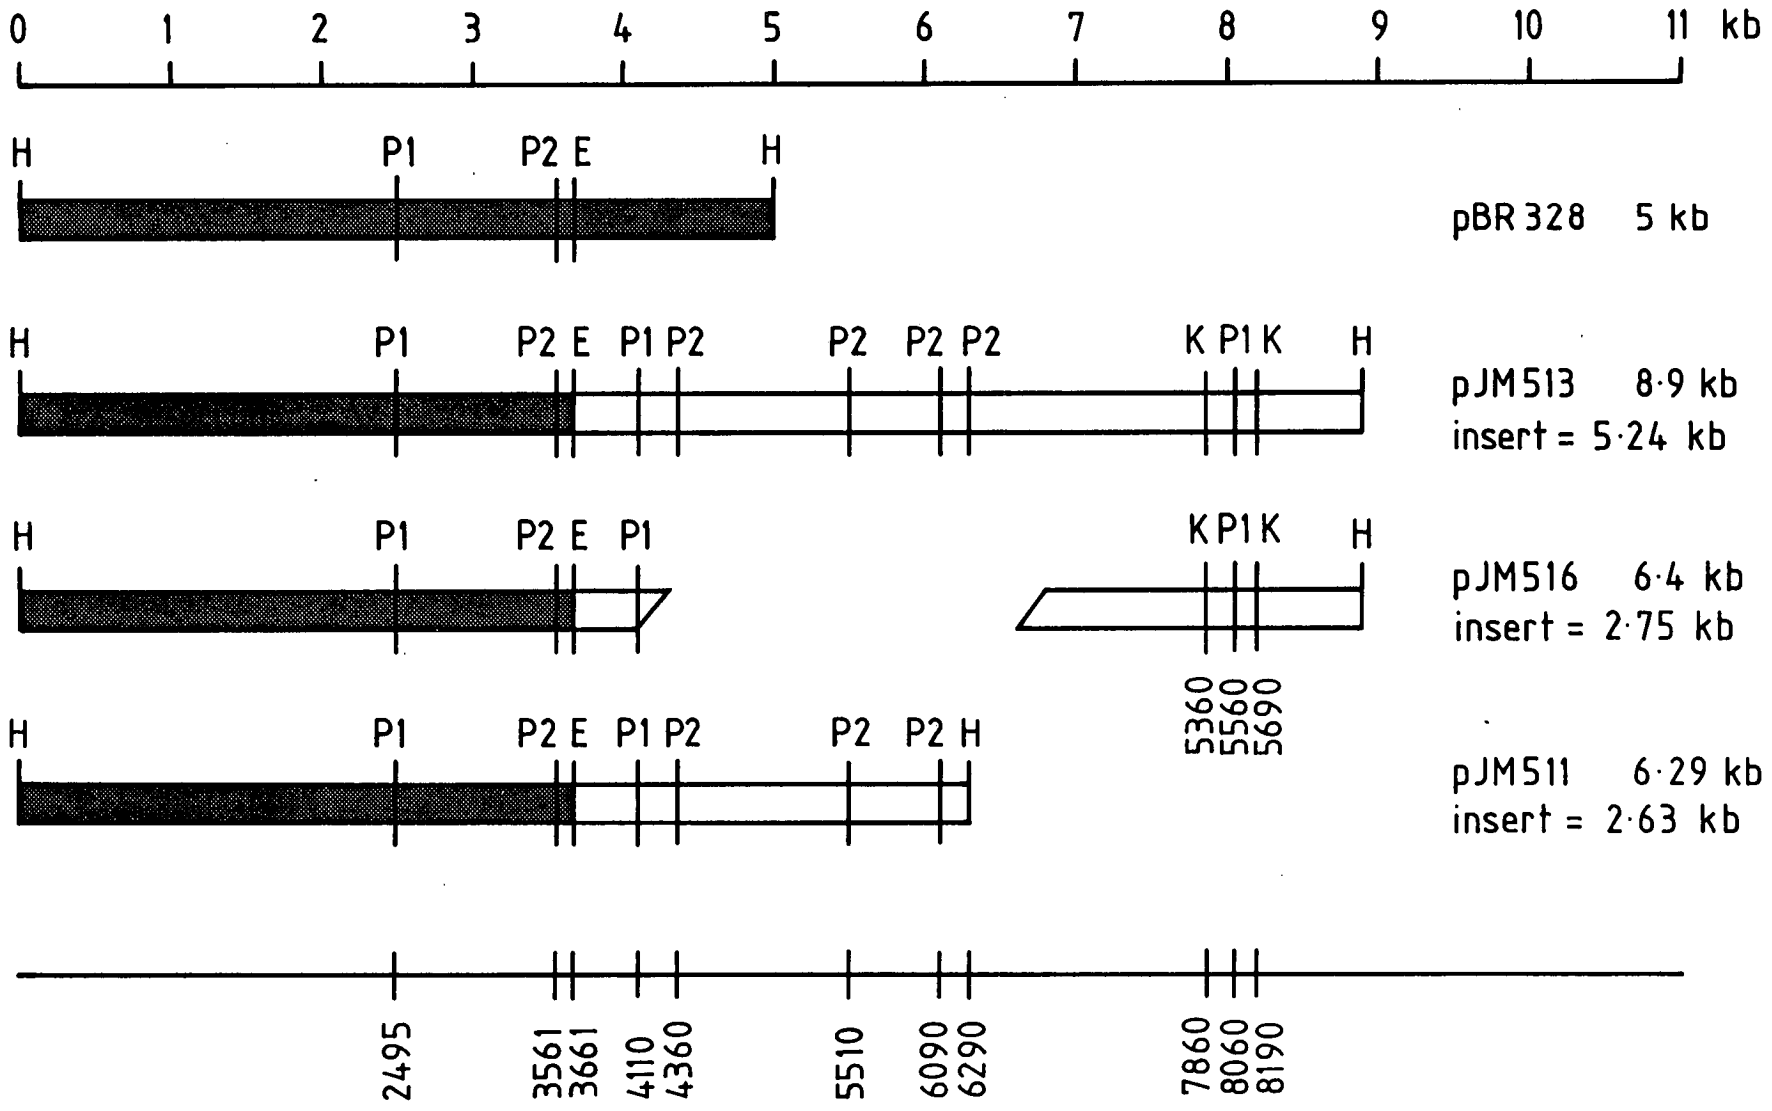 0 1 2 3 4 5 6 7 8 9 10 11 kb
H P1 P2 E H
pBR328 5 kb
H P1 P2 E P1 P2 P2 P2 P2 K P1 K H
pJM513 8·9 kb
insert = 5·24 kb
H P1 P2 E P1 K P1 K H
pJM516 6·4 kb
insert = 2·75 kb
5360 5560 5690
H P1 P2 E P1 P2 P2 P2 H
pJM511 6·29 kb
insert = 2·63 kb
2495 3561 3661 4110 4360 5510 6090 6290 7860 8060 8190